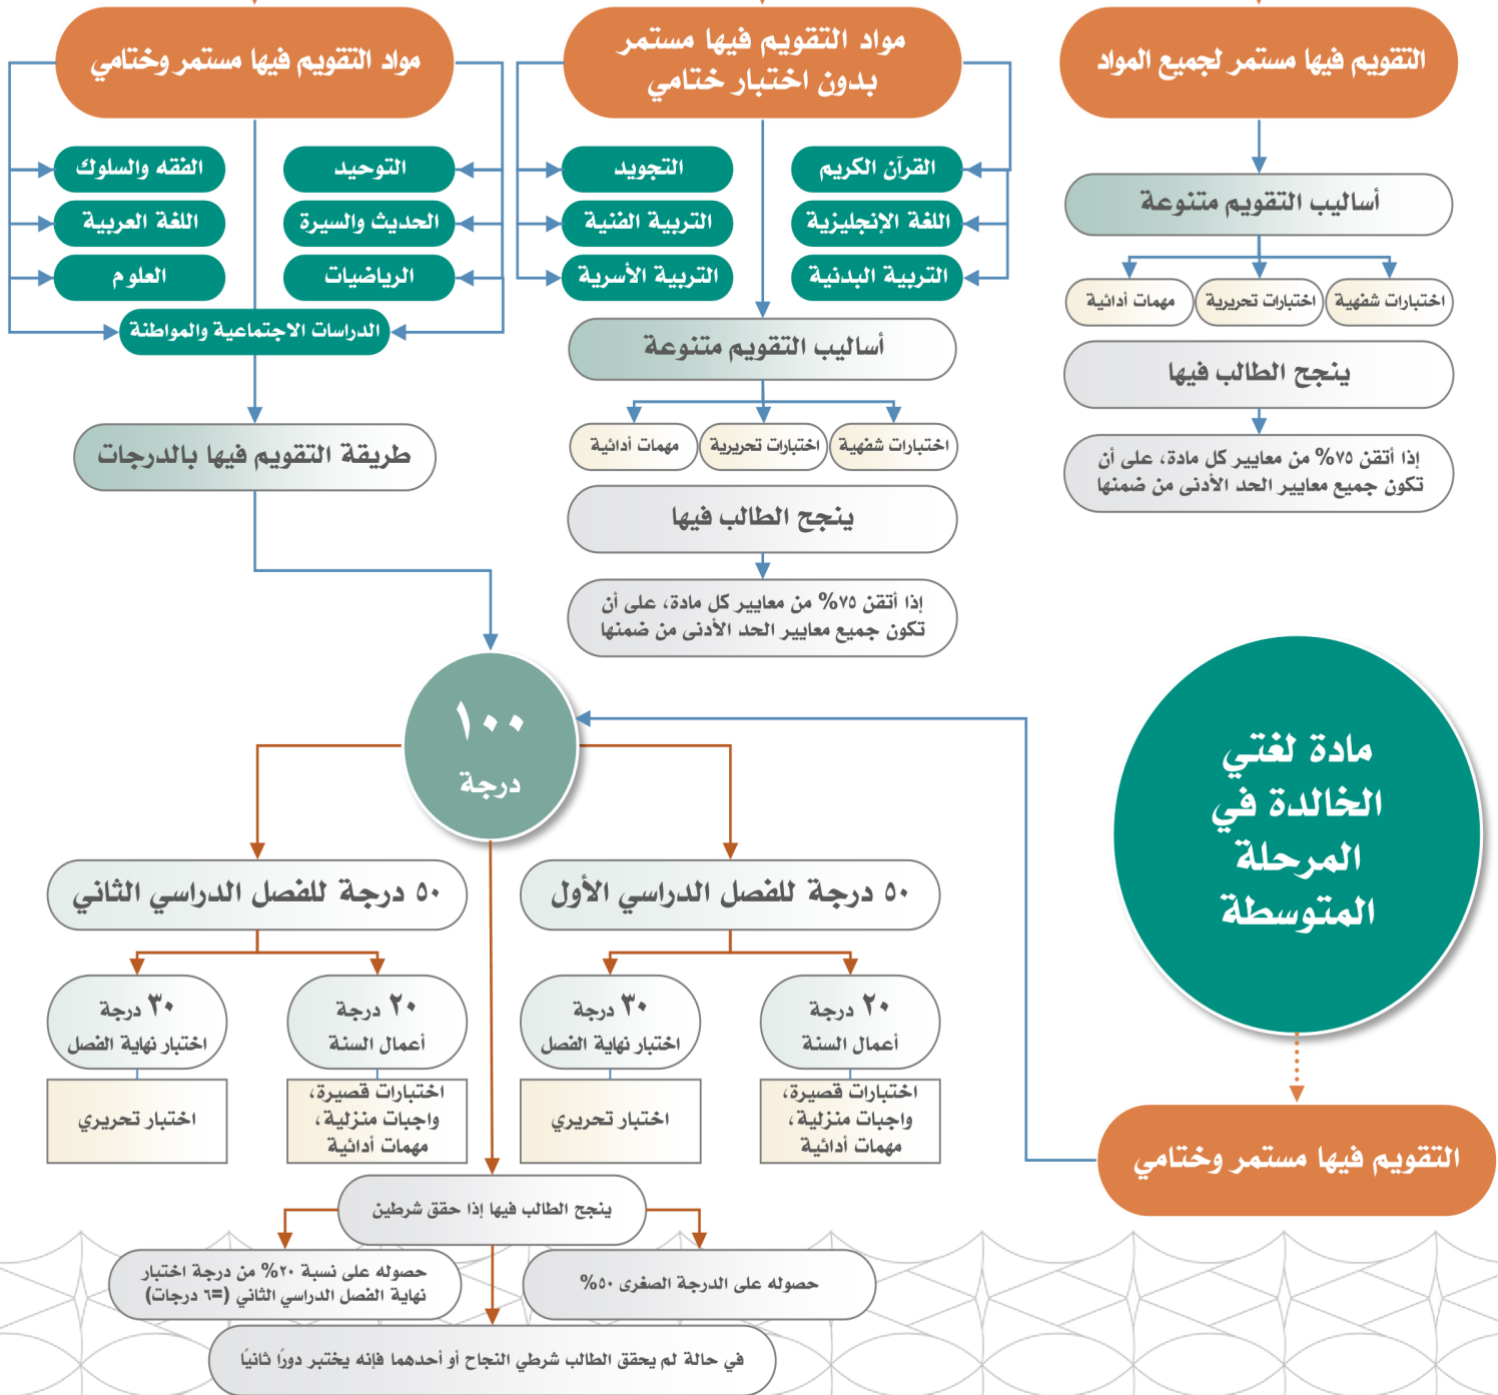 التقويم فيها مستمر لجميع المواد
أساليب التقويم متنوعة
اختبارات شفهية
اختبارات تحريرية
مهمات أدائية
ينجح الطالب فيها
إذا أتقن ٧٥% من معايير كل مادة، على أن
تكون جميع معايير الحد الأدنى من ضمنها
مواد التقويم فيها مستمر
بدون اختبار ختامي
القرآن الكريم
التجويد
اللغة الإنجليزية
التربية الفنية
التربية البدنية
التربية الأسرية
أساليب التقويم متنوعة
اختبارات شفهية
اختبارات تحريرية
مهمات أدائية
ينجح الطالب فيها
إذا أتقن ٧٥% من معايير كل مادة، على أن
تكون جميع معايير الحد الأدنى من ضمنها
مواد التقويم فيها مستمر وختامي
التوحيد
الفقه والسلوك
الحديث والسيرة
اللغة العربية
الرياضيات
العلوم
الدراسات الاجتماعية والمواطنة
طريقة التقويم فيها بالدرجات
مادة لغتي
الخالدة في
المرحلة
المتوسطة
التقويم فيها مستمر وختامي
١٠٠
درجة
٥٠ درجة للفصل الدراسي الأول
٢٠ درجة
أعمال السنة
اختبارات قصيرة،
واجبات منزلية،
مهمات أدائية
٣٠ درجة
اختبار نهاية الفصل
اختبار تحريري
٥٠ درجة للفصل الدراسي الثاني
٢٠ درجة
أعمال السنة
اختبارات قصيرة،
واجبات منزلية،
مهمات أدائية
٣٠ درجة
اختبار نهاية الفصل
اختبار تحريري
ينجح الطالب فيها إذا حقق شرطين
حصوله على الدرجة الصغرى ٥٠%
حصوله على نسبة ٢٠% من درجة اختبار
نهاية الفصل الدراسي الثاني (=٦ درجات)
في حالة لم يحقق الطالب شرطي النجاح أو أحدهما فإنه يختبر دورًا ثانيًا